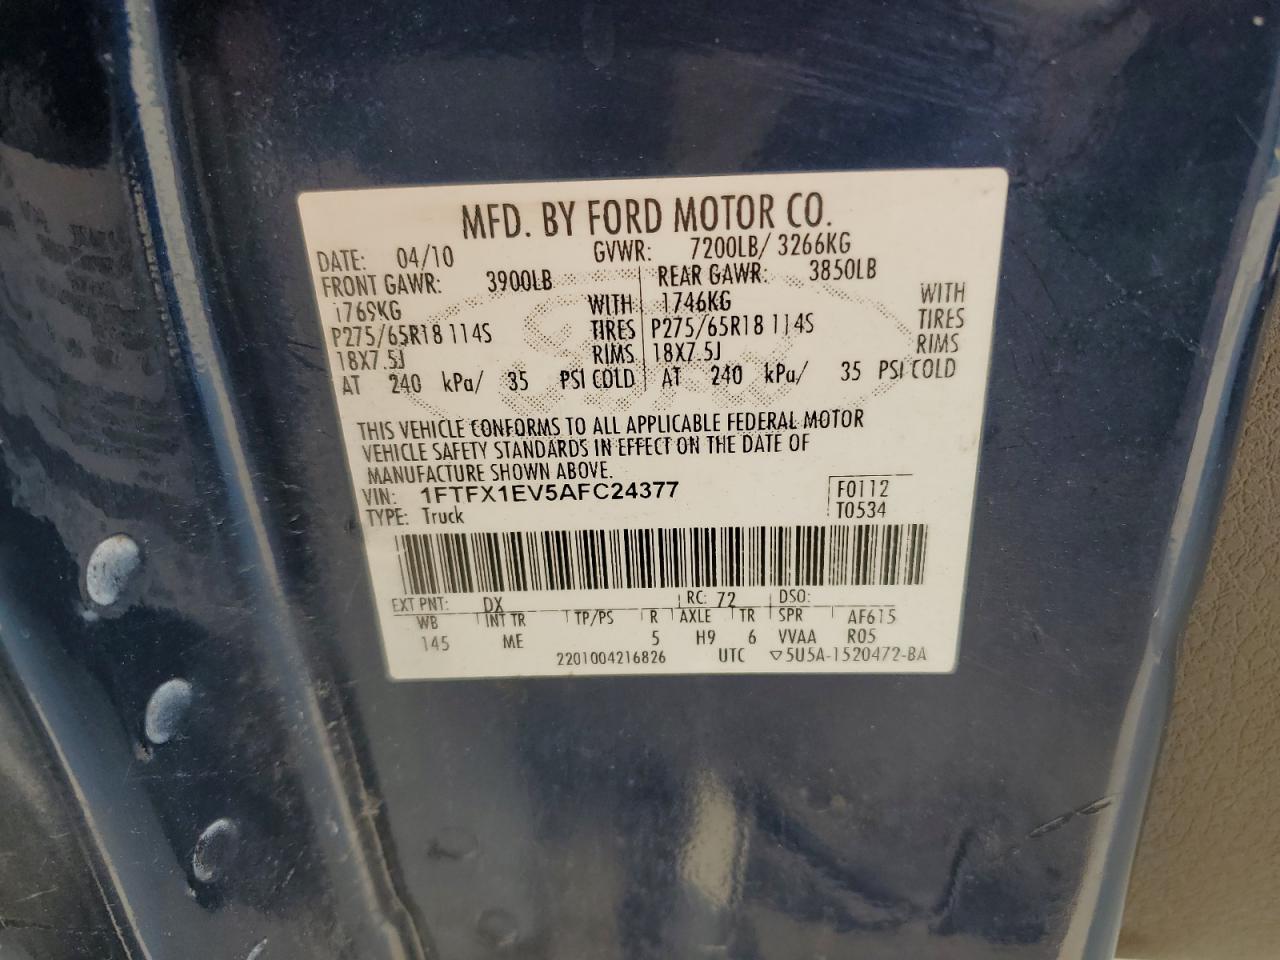 MFD. BY FORD MOTOR CO.
DATE: 04/10 GVWR: 7200LB/ 3266KG
FRONT GAWR: 3900LB REAR GAWR: 3850LB
1769KG WITH 1746KG WITH
P275/65R18 114S TIRES P275/65R18 114S TIRES
18X7.5J RIMS 18X7.5J RIMS
AT 240 kPa/ 35 PSI COLD AT 240 kPa/ 35 PSI COLD
THIS VEHICLE CONFORMS TO ALL APPLICABLE FEDERAL MOTOR
VEHICLE SAFETY STANDARDS IN EFFECT ON THE DATE OF
MANUFACTURE SHOWN ABOVE.
VIN: 1FTFX1EV5AFC24377 F0112
TYPE: Truck T0534
EXT PNT: DX RC: 72 DSO:
WB INT TR TP/PS R AXLE TR SPR AF615
145 ME 5 H9 6 VVAA R05
2201004216826 UTC ▽5U5A-1520472-BA